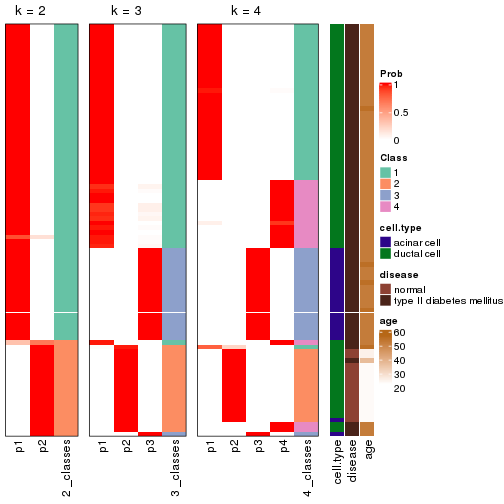 k = 2
k = 3
k = 4
p1
p2
2_classes
p1
p2
p3
3_classes
p1
p2
p3
p4
4_classes
cell.type
disease
age
Prob
1
0.5
0
Class
1
2
3
4
cell.type
acinar cell
ductal cell
disease
normal
type II diabetes mellitus
age
60
50
40
30
20